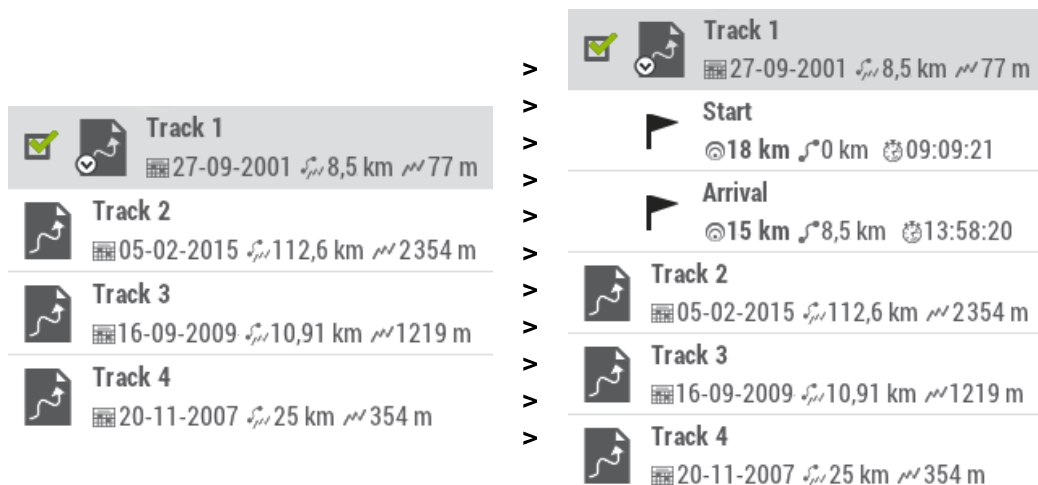 Track 1
27-09-2001 8,5 km 77 m
Track 2
05-02-2015 112,6 km 2354 m
Track 3
16-09-2009 10,91 km 1219 m
Track 4
20-11-2007 25 km 354 m
>
>
>
>
>
>
>
>
>
>
>
Track 1
27-09-2001 8,5 km 77 m
Start
18 km 0 km 09:09:21
Arrival
15 km 8,5 km 13:58:20
Track 2
05-02-2015 112,6 km 2354 m
Track 3
16-09-2009 10,91 km 1219 m
Track 4
20-11-2007 25 km 354 m